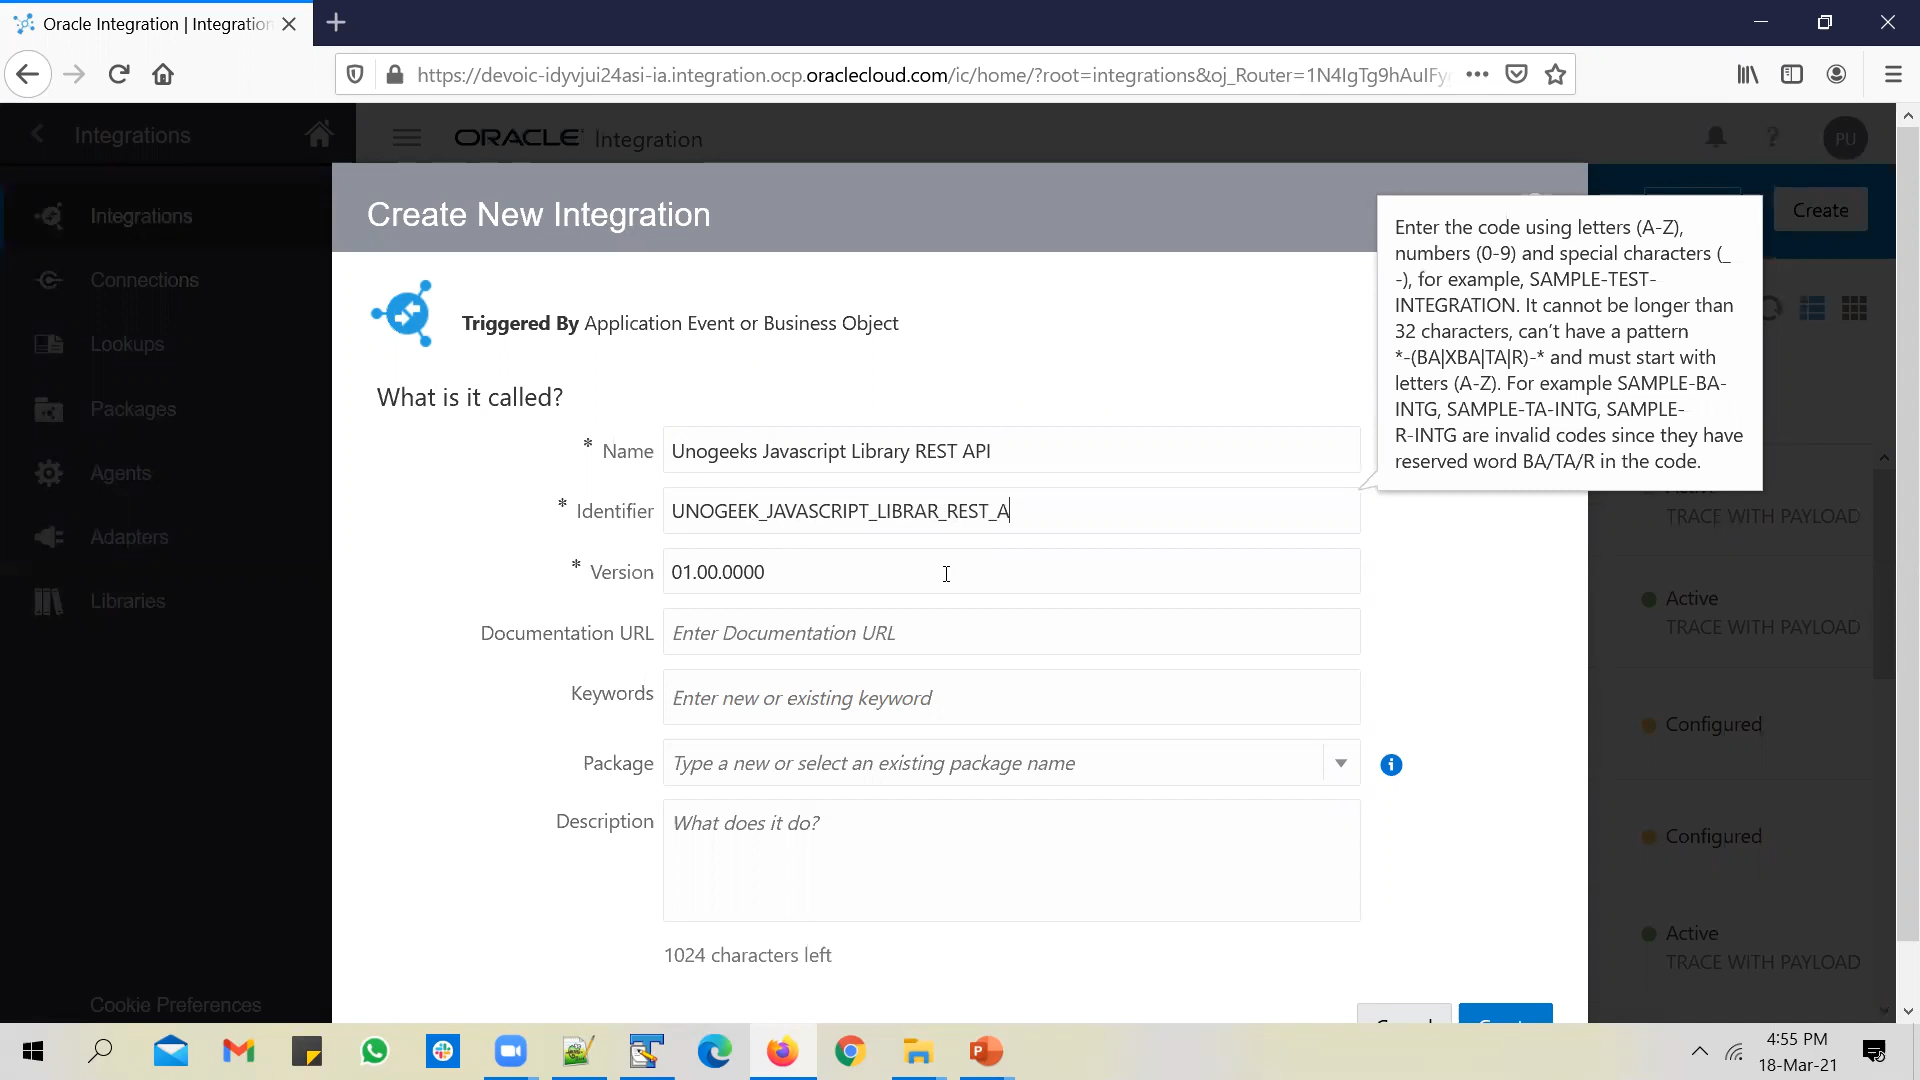 Oracle Integration | Integration
https://devoic-idyvjui24asi-ia.integration.ocp.oraclecloud.com/ic/home/?root=integrations&oj_Router=1N4IgTg9hAuIFy
Integrations
ORACLE Integration
PU
Create New Integration
Create
Integrations
Connections
Lookups
Packages
Agents
Adapters
Libraries
Cookie Preferences
Triggered By Application Event or Business Object
What is it called?
* Name Unogeeks Javascript Library REST API
* Identifier UNOGEEK_JAVASCRIPT_LIBRAR_REST_A
* Version 01.00.0000
Documentation URL Enter Documentation URL
Keywords Enter new or existing keyword
Package Type a new or select an existing package name
Description What does it do?
1024 characters left
Enter the code using letters (A-Z),
numbers (0-9) and special characters (_
-), for example, SAMPLE-TEST-
INTEGRATION. It cannot be longer than
32 characters, can't have a pattern
*-(BA|XBA|TA|R)-* and must start with
letters (A-Z). For example SAMPLE-BA-
INTG, SAMPLE-TA-INTG, SAMPLE-
R-INTG are invalid codes since they have
reserved word BA/TA/R in the code.
TRACE WITH PAYLOAD
Active
TRACE WITH PAYLOAD
Configured
Configured
Active
TRACE WITH PAYLOAD
4:55 PM
18-Mar-21